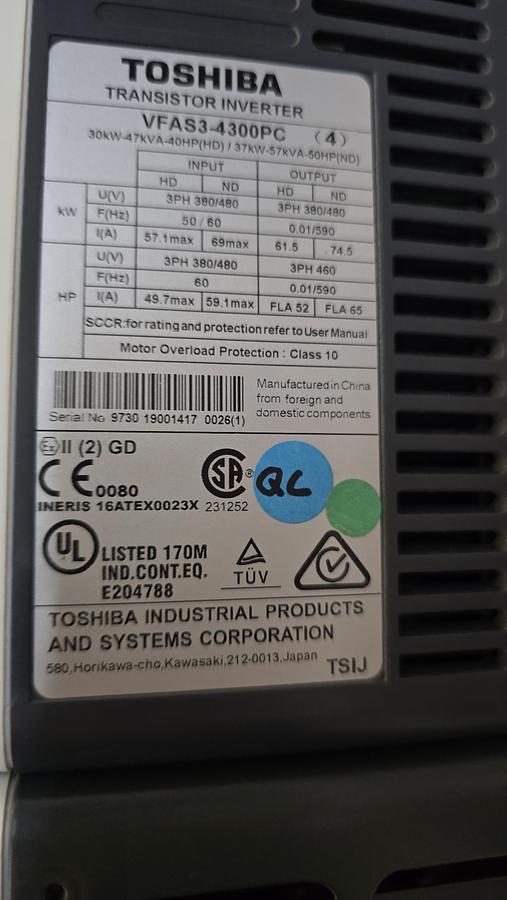 TOSHIBA
TRANSISTOR INVERTER
VFAS3-4300PC (4)
30kW-47kVA-40HP(HD) / 37kW-57kVA-50HP(ND)
INPUT OUTPUT
HD ND HD ND
kW U(V) 3PH 380/480 3PH 380/480
F(Hz) 50 / 60 0.01/590
I(A) 57.1max 69max 61.5 74.5
HP U(V) 3PH 380/480 3PH 460
F(Hz) 60 0.01/590
I(A) 49.7max 59.1max FLA 52 FLA 65
SCCR:for rating and protection refer to User Manual
Motor Overload Protection : Class 10
Manufactured in China
from foreign and
domestic components
Serial No 9730 19001417 0026(1)
Ex II (2) GD
CE 0080
INERIS 16ATEX0023X
SA ®
231252
QC
UL LISTED 170M
IND.CONT.EQ.
E204788
TÜV
TOSHIBA INDUSTRIAL PRODUCTS
AND SYSTEMS CORPORATION
580,Horikawa-cho,Kawasaki,212-0013,Japan TSIJ